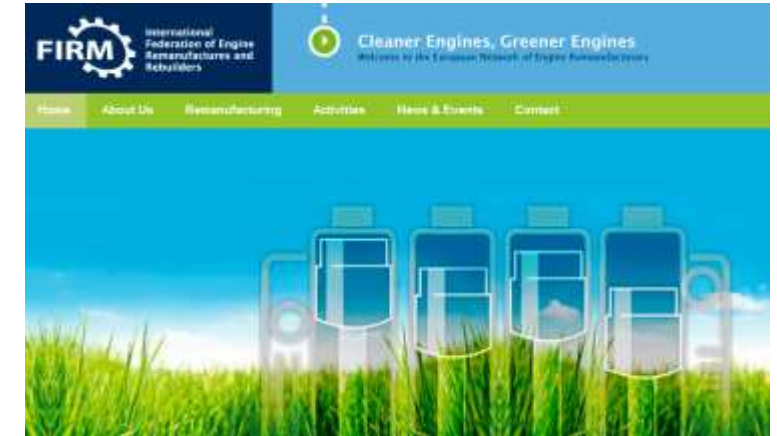 FIRM
International
Federation of Engine
Remanufactures and
Rebuilders
Cleaner Engines, Greener Engines
Welcome to the European Network of Engine Remanufacturers
Home About Us Remanufacturing Activities News & Events Contact